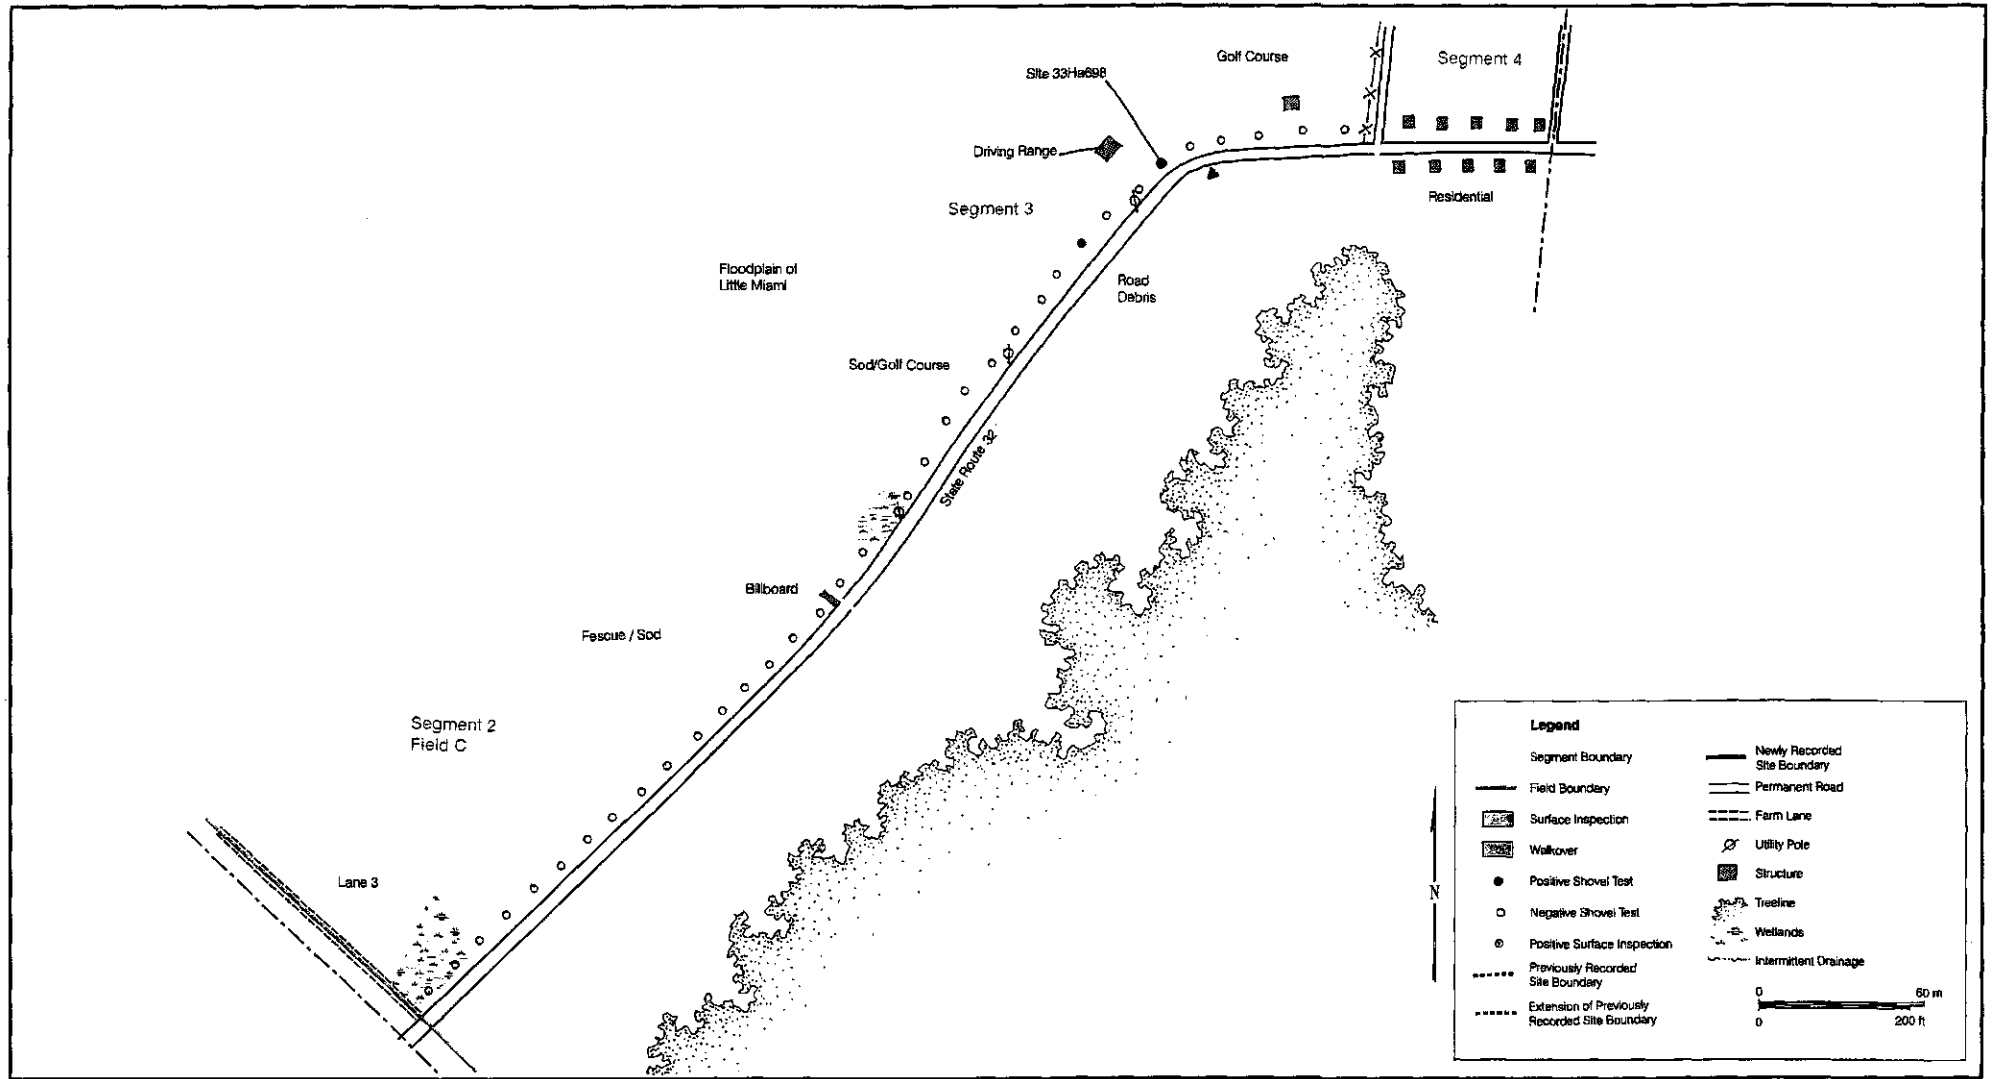 Golf Course
Segment 4
Site 33Ha698
Driving Range
Segment 3
Residential
Floodplain of
Little Miami
Road
Debris
Sod/Golf Course
State Route 32
Billboard
Fescue / Sod
Segment 2
Field C
Lane 3
Legend
Segment Boundary
Field Boundary
Surface Inspection
Walkover
Positive Shovel Test
Negative Shovel Test
Positive Surface Inspection
Previously Recorded
Site Boundary
Extension of Previously
Recorded Site Boundary
Newly Recorded
Site Boundary
Permanent Road
Farm Lane
Utility Pole
Structure
Treeline
Wetlands
Intermittent Drainage
0 60 m
0 200 ft
N